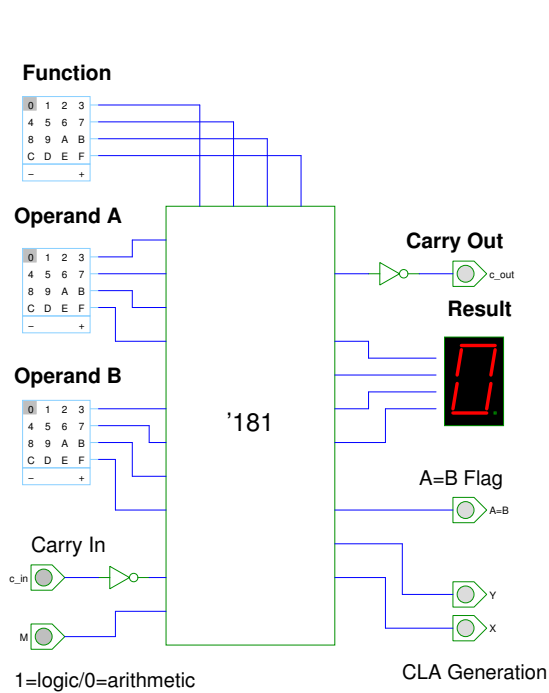 Function
0 1 2 3
4 5 6 7
8 9 A B
C D E F
− +
Operand A
0 1 2 3
4 5 6 7
8 9 A B
C D E F
− +
Operand B
0 1 2 3
4 5 6 7
8 9 A B
C D E F
− +
Carry In
c_in
M
1=logic/0=arithmetic
'181
Carry Out
c_out
Result
0
A=B Flag
A=B
Y
X
CLA Generation